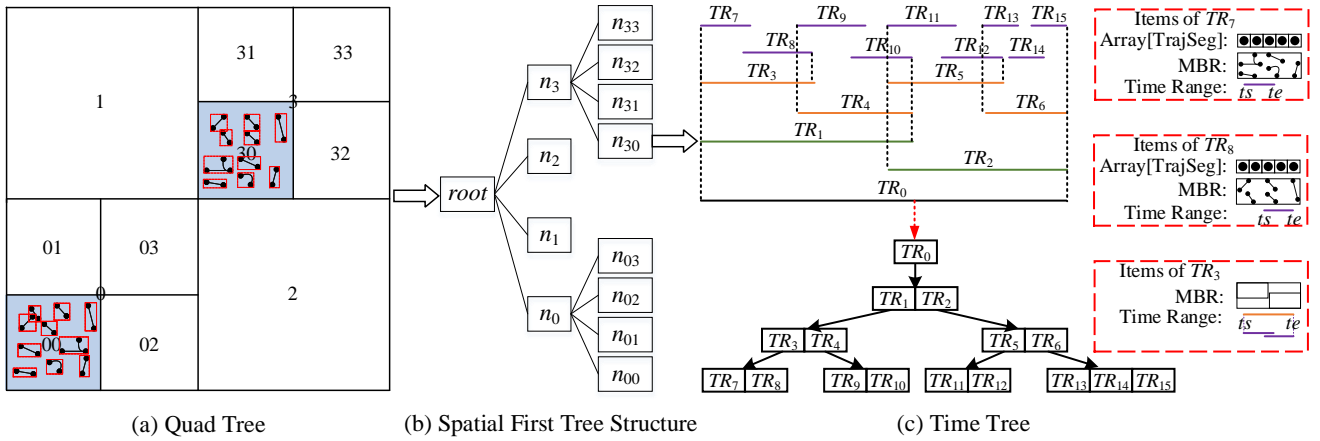 1
31
33
3
30
32
01
03
0
2
00
02
(a) Quad Tree
root
n33
n32
n3
n31
n30
n2
n1
n03
n02
n0
n01
n00
(b) Spatial First Tree Structure
TR7
TR9
TR11
TR13
TR15
TR8
TR10
TR12
TR14
TR3
TR5
TR4
TR6
TR1
TR2
TR0
TR0
TR1 TR2
TR3 TR4
TR5 TR6
TR7 TR8
TR9 TR10
TR11 TR12
TR13 TR14 TR15
(c) Time Tree
Items of TR7
Array[TrajSeg]:
MBR:
Time Range:
ts te
Items of TR8
Array[TrajSeg]:
MBR:
Time Range:
ts te
Items of TR3
MBR:
Time Range:
ts te